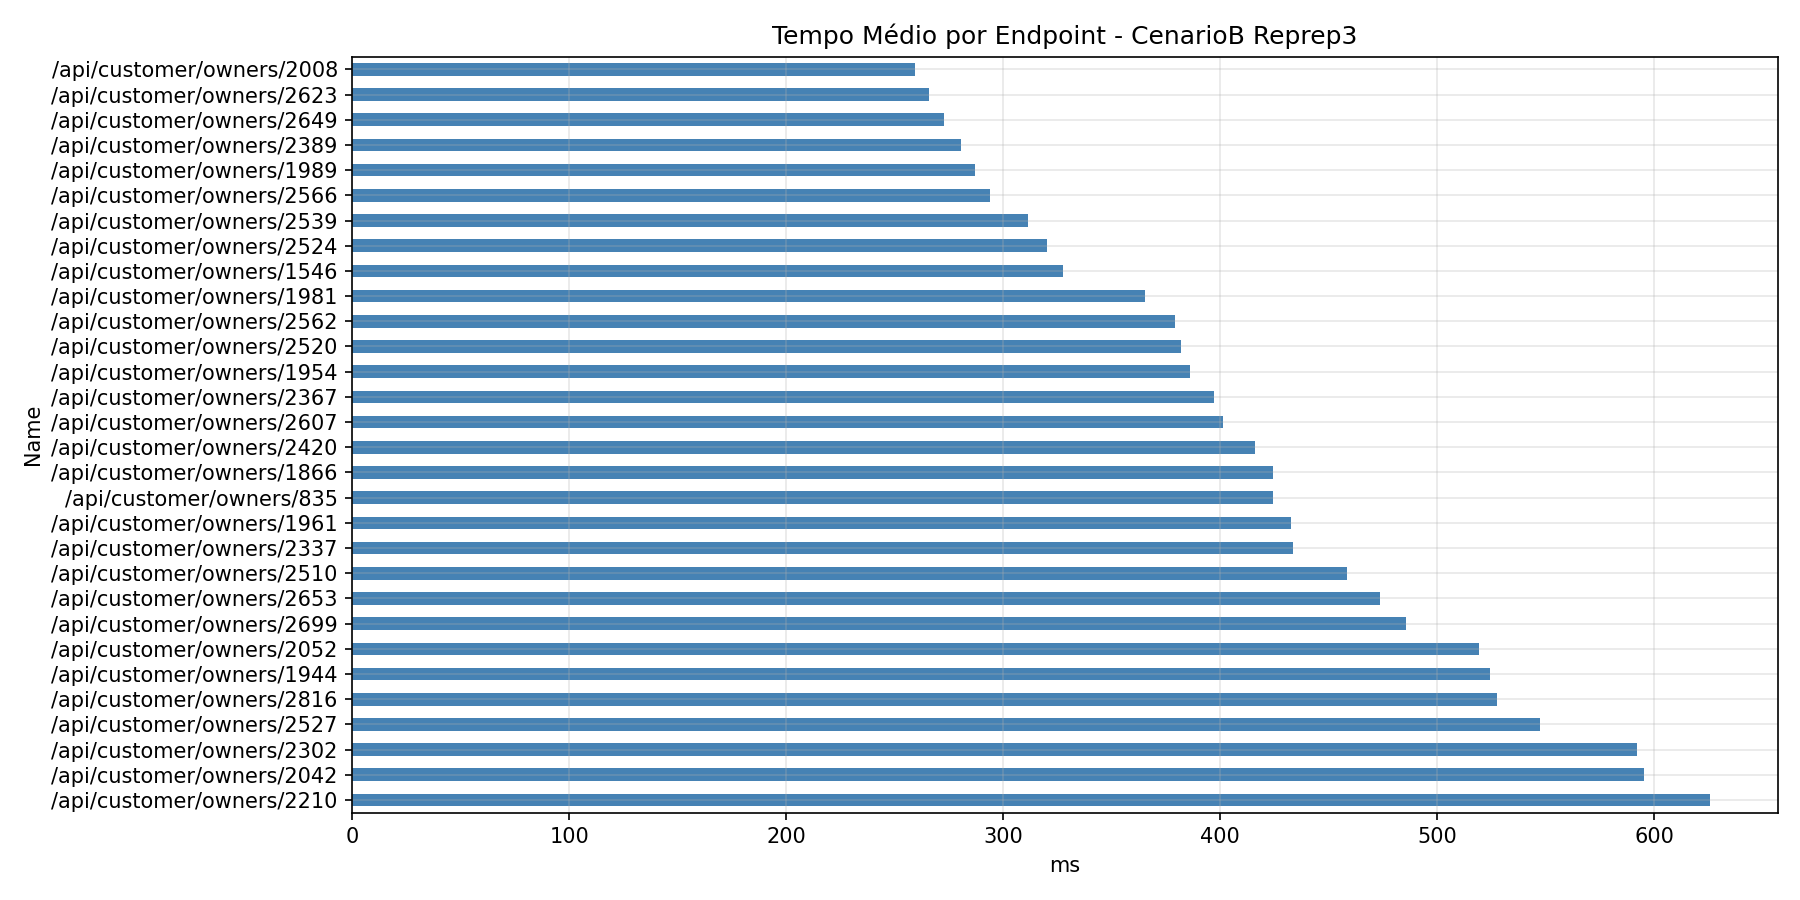 Tempo Médio por Endpoint - CenarioB Reprep3
/api/customer/owners/2008
/api/customer/owners/2623
/api/customer/owners/2649
/api/customer/owners/2389
/api/customer/owners/1989
/api/customer/owners/2566
/api/customer/owners/2539
/api/customer/owners/2524
/api/customer/owners/1546
/api/customer/owners/1981
/api/customer/owners/2562
/api/customer/owners/2520
/api/customer/owners/1954
/api/customer/owners/2367
/api/customer/owners/2607
/api/customer/owners/2420
/api/customer/owners/1866
/api/customer/owners/835
/api/customer/owners/1961
/api/customer/owners/2337
/api/customer/owners/2510
/api/customer/owners/2653
/api/customer/owners/2699
/api/customer/owners/2052
/api/customer/owners/1944
/api/customer/owners/2816
/api/customer/owners/2527
/api/customer/owners/2302
/api/customer/owners/2042
/api/customer/owners/2210
Name
0 100 200 300 400 500 600
ms